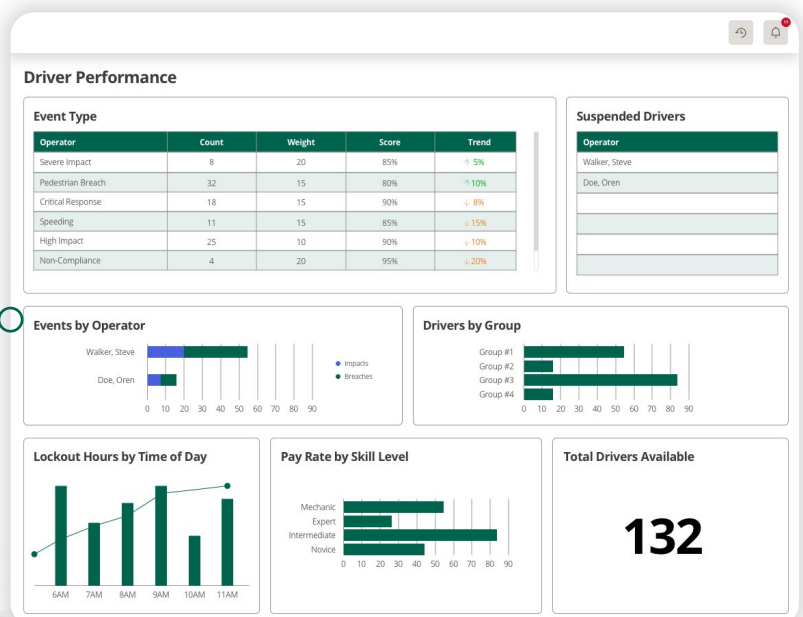 Driver Performance
Event Type
Operator Count Weight Score Trend
Severe Impact 8 20 85% ↑ 5%
Pedestrian Breach 32 15 80% ↑ 10%
Critical Response 18 15 90% ↓ 8%
Speeding 11 15 85% ↓ 15%
High Impact 25 10 90% ↓ 10%
Non-Compliance 4 20 95% ↓ 20%
Suspended Drivers
Operator
Walker, Steve
Doe, Oren
Events by Operator
Walker, Steve
Doe, Oren
0 10 20 30 40 50 60 70 80 90
Impacts
Breaches
Drivers by Group
Group #1
Group #2
Group #3
Group #4
0 10 20 30 40 50 60 70 80 90
Lockout Hours by Time of Day
6AM 7AM 8AM 9AM 10AM 11AM
Pay Rate by Skill Level
Mechanic
Expert
Intermediate
Novice
0 10 20 30 40 50 60 70 80 90
Total Drivers Available
132